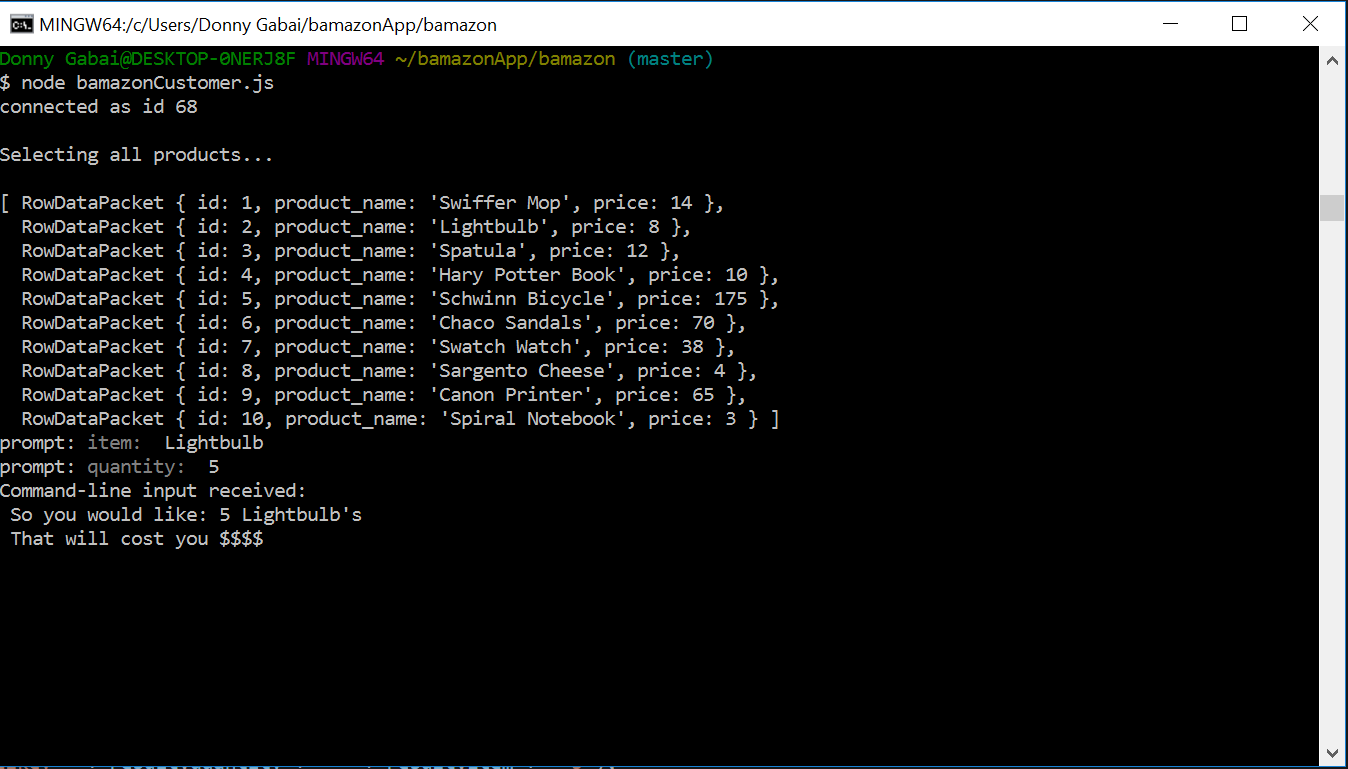 MINGW64:/c/Users/Donny Gabai/bamazonApp/bamazon
Donny Gabai@DESKTOP-0NERJ8F MINGW64 ~/bamazonApp/bamazon (master)
$ node bamazonCustomer.js
connected as id 68
Selecting all products...
[ RowDataPacket { id: 1, product_name: 'Swiffer Mop', price: 14 },
RowDataPacket { id: 2, product_name: 'Lightbulb', price: 8 },
RowDataPacket { id: 3, product_name: 'Spatula', price: 12 },
RowDataPacket { id: 4, product_name: 'Hary Potter Book', price: 10 },
RowDataPacket { id: 5, product_name: 'Schwinn Bicycle', price: 175 },
RowDataPacket { id: 6, product_name: 'Chaco Sandals', price: 70 },
RowDataPacket { id: 7, product_name: 'Swatch Watch', price: 38 },
RowDataPacket { id: 8, product_name: 'Sargento Cheese', price: 4 },
RowDataPacket { id: 9, product_name: 'Canon Printer', price: 65 },
RowDataPacket { id: 10, product_name: 'Spiral Notebook', price: 3 } ]
prompt: item:  Lightbulb
prompt: quantity:  5
Command-line input received:
So you would like: 5 Lightbulb's
That will cost you $$$$